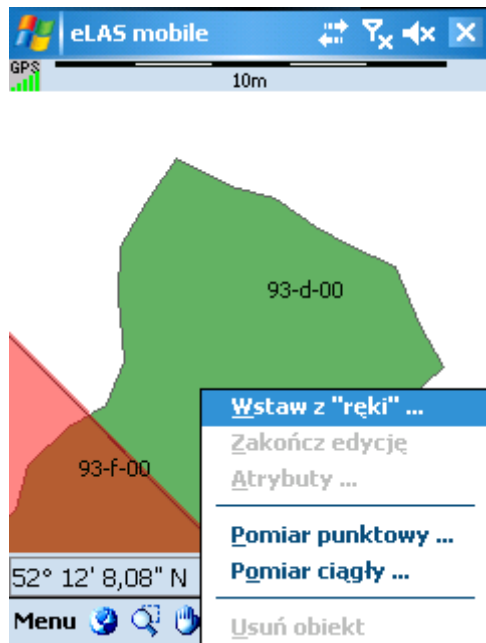 eLAS mobile
GPS
10m
93-d-00
93-f-00
Wstaw z "ręki" ...
Zakończ edycję
Atrybuty ...
Pomiar punktowy ...
Pomiar ciągły ...
Usuń obiekt
52° 12' 8,08" N
Menu